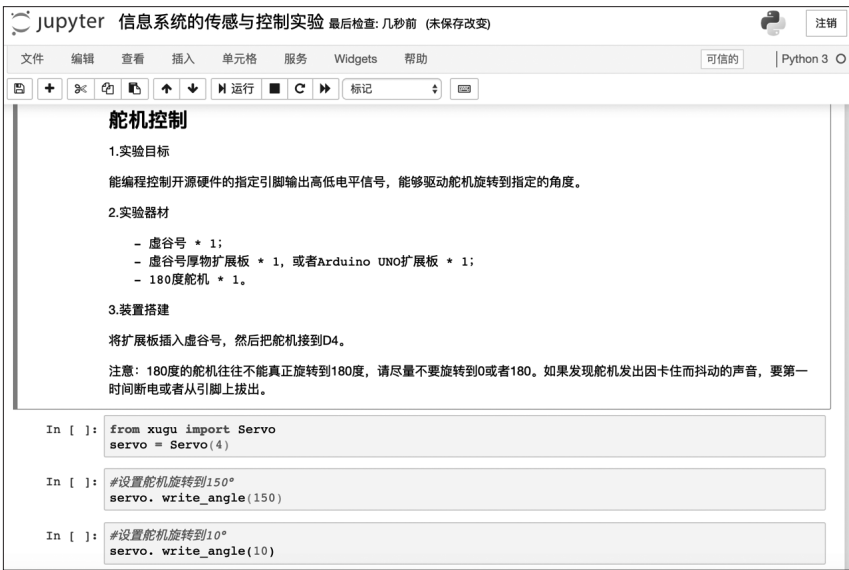 jupyter 信息系统的传感与控制实验 最后检查: 几秒前 (未保存改变) 注销
文件 编辑 查看 插入 单元格 服务 Widgets 帮助 可信的 Python 3
运行 标记
舵机控制
1.实验目标
能编程控制开源硬件的指定引脚输出高低电平信号，能够驱动舵机旋转到指定的角度。
2.实验器材
- 虚谷号 * 1;
- 虚谷号厚物扩展板 * 1，或者Arduino UNO扩展板 * 1;
- 180度舵机 * 1。
3.装置搭建
将扩展板插入虚谷号，然后把舵机接到D4。
注意：180度的舵机往往不能真正旋转到180度，请尽量不要旋转到0或者180。如果发现舵机发出因卡住而抖动的声音，要第一
时间断电或者从引脚上拔出。
In [ ]: from xugu import Servo
servo = Servo(4)
In [ ]: #设置舵机旋转到150°
servo. write_angle(150)
In [ ]: #设置舵机旋转到10°
servo. write_angle(10)